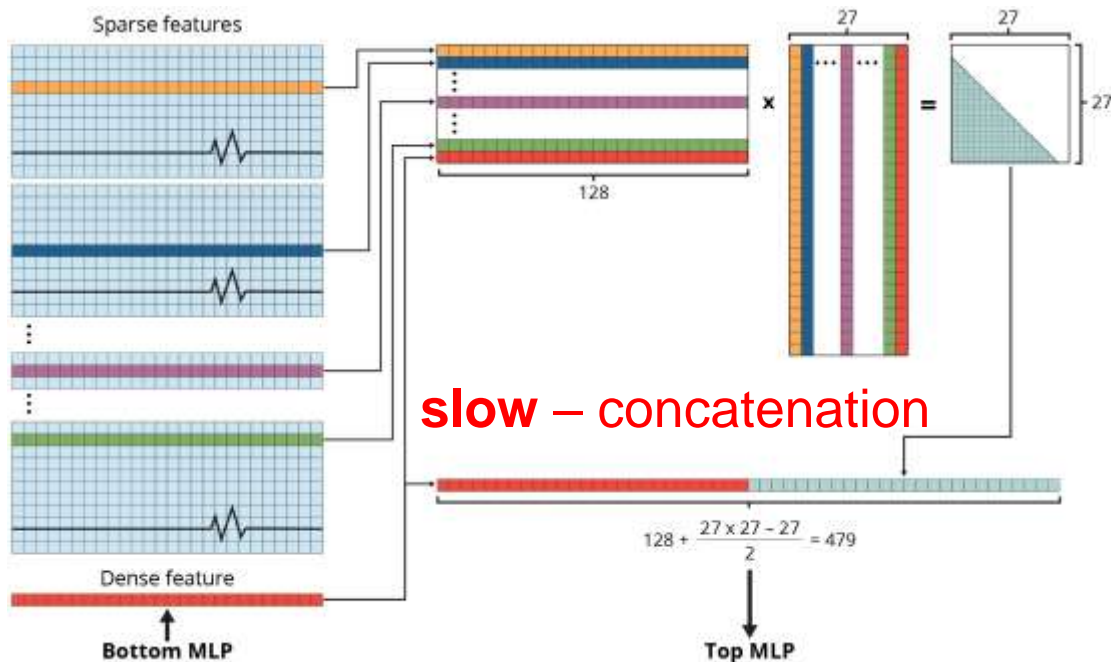 Sparse features
27
27
x
=
27
128
slow – concatenation
128 + 27 x 27 – 27 / 2 = 479
Dense feature
Bottom MLP
Top MLP